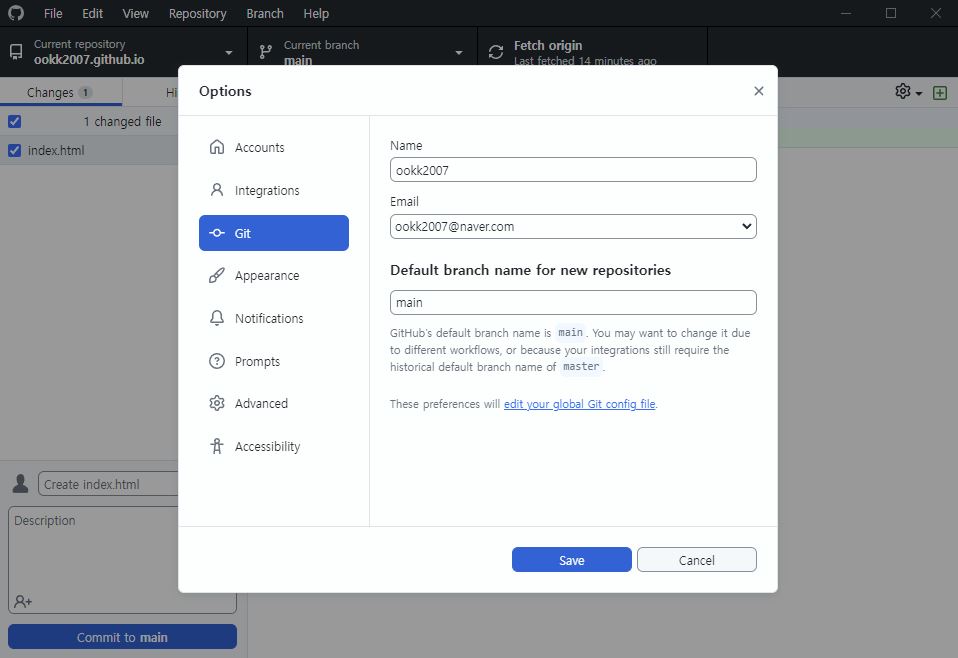 File Edit View Repository Branch Help
Current repository
ookk2007.github.io
Current branch
main
Fetch origin
Last fetched 14 minutes ago
Changes 1
Hi
1 changed file
index.html
Options
Accounts
Integrations
Git
Appearance
Notifications
Prompts
Advanced
Accessibility
Name
ookk2007
Email
ookk2007@naver.com
Default branch name for new repositories
main
GitHub's default branch name is main. You may want to change it due
to different workflows, or because your integrations still require the
historical default branch name of master.
These preferences will edit your global Git config file.
Save Cancel
Create index.html
Description
Commit to main